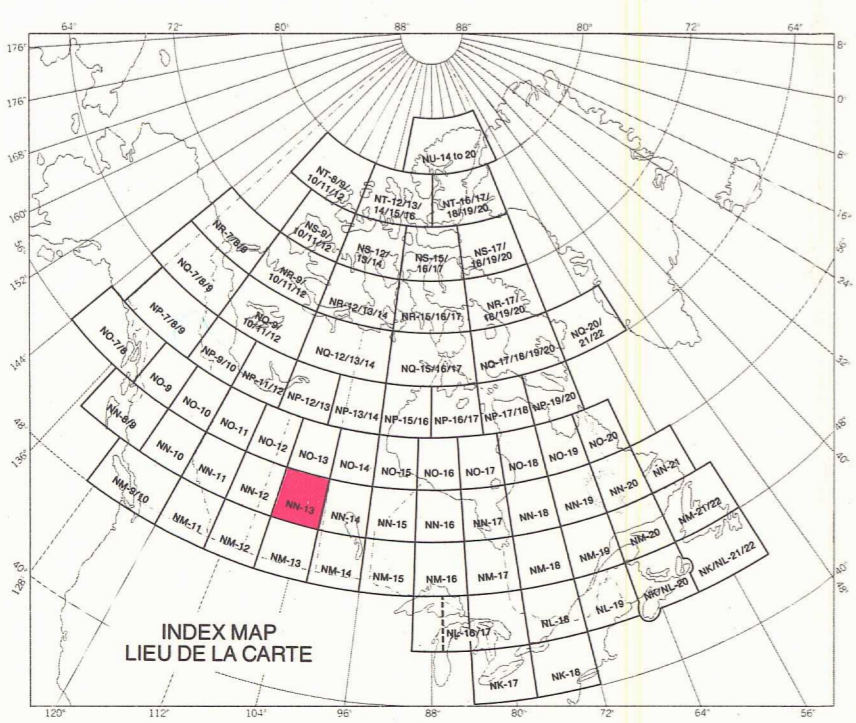 64° 72° 80° 88° 88° 80° 72° 64°
176° 8°
176° 0°
168° 8°
160°
152° 24°
144° 32°
136° 40°
128° 48°
NU-14 to 20
NT-8/9/
10/11/12
NT-12/13/
14/15/16
NT-16/17/
18/19/20
NS-9/
10/11/12
NS-12/
13/14
NS-15/
16/17
NS-17/
18/19/20
NR-7/8/9
NR-9/
10/11/12
NR-12/13/14
NR-15/16/17
NR-17/
18/19/20
NQ-7/8/9
NQ-9/
10/11/12
NQ-12/13/14
NQ-15/16/17
NQ-17/18/19/20
NQ-20/
21/22
NP-7/8/9
NP-9/10
NP-11/12
NP-12/13
NP-13/14
NP-15/16
NP-16/17
NP-17/18
NP-19/20
NO-7/8
NO-9
NO-10
NO-11
NO-12
NO-13
NO-14
NO-15
NO-16
NO-17
NO-18
NO-19
NO-20
NN-8/9
NN-10
NN-11
NN-12
NN-13
NN-14
NN-15
NN-16
NN-17
NN-18
NN-19
NN-20
NN-21
NM-9/10
NM-11
NM-12
NM-13
NM-14
NM-15
NM-16
NM-17
NM-18
NM-19
NM-20
NM-21/22
NL-16/17
NL-18
NL-19
NK/NL-20
NK/NL-21/22
NK-17
NK-18
INDEX MAP
LIEU DE LA CARTE
120° 112° 104° 96° 88° 80° 72° 64° 56°